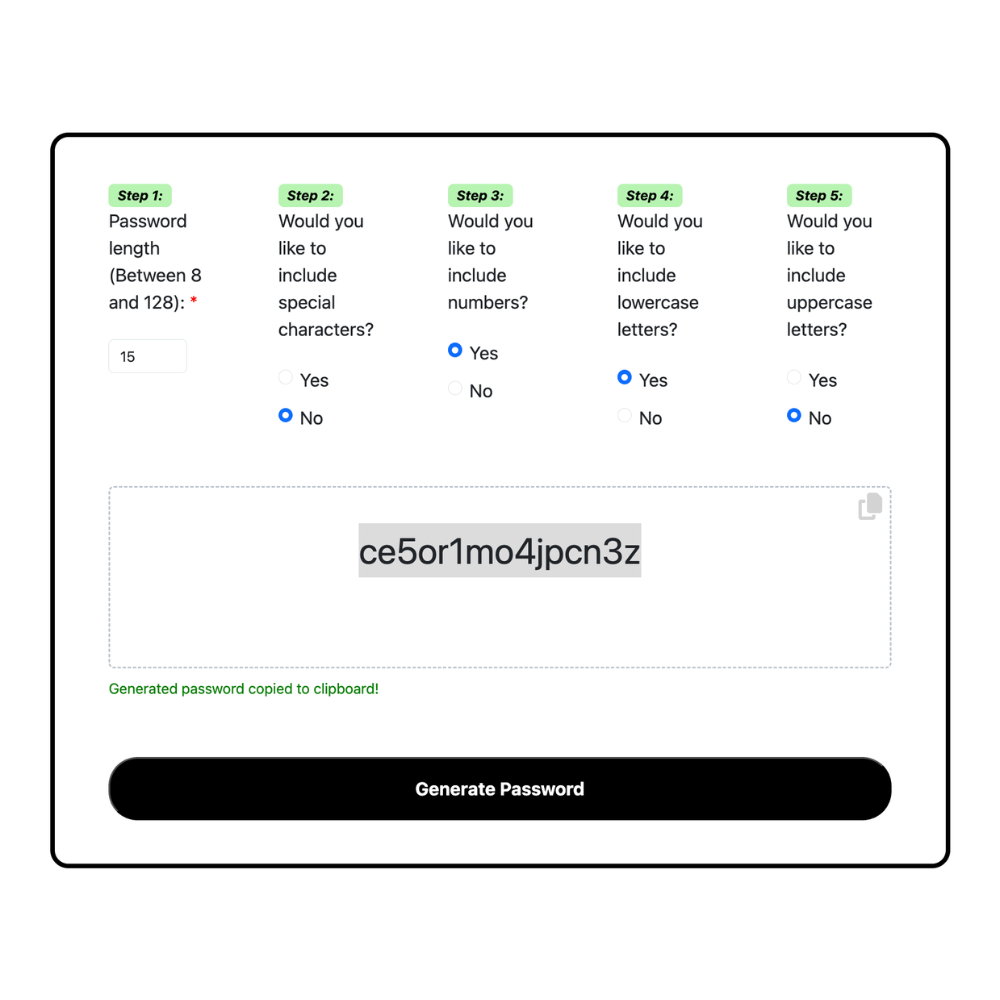 Step 1:
Password
length
(Between 8
and 128): *
15
Step 2:
Would you
like to
include
special
characters?
Yes
No
Step 3:
Would you
like to
include
numbers?
Yes
No
Step 4:
Would you
like to
include
lowercase
letters?
Yes
No
Step 5:
Would you
like to
include
uppercase
letters?
Yes
No
ce5or1mo4jpcn3z
Generated password copied to clipboard!
Generate Password